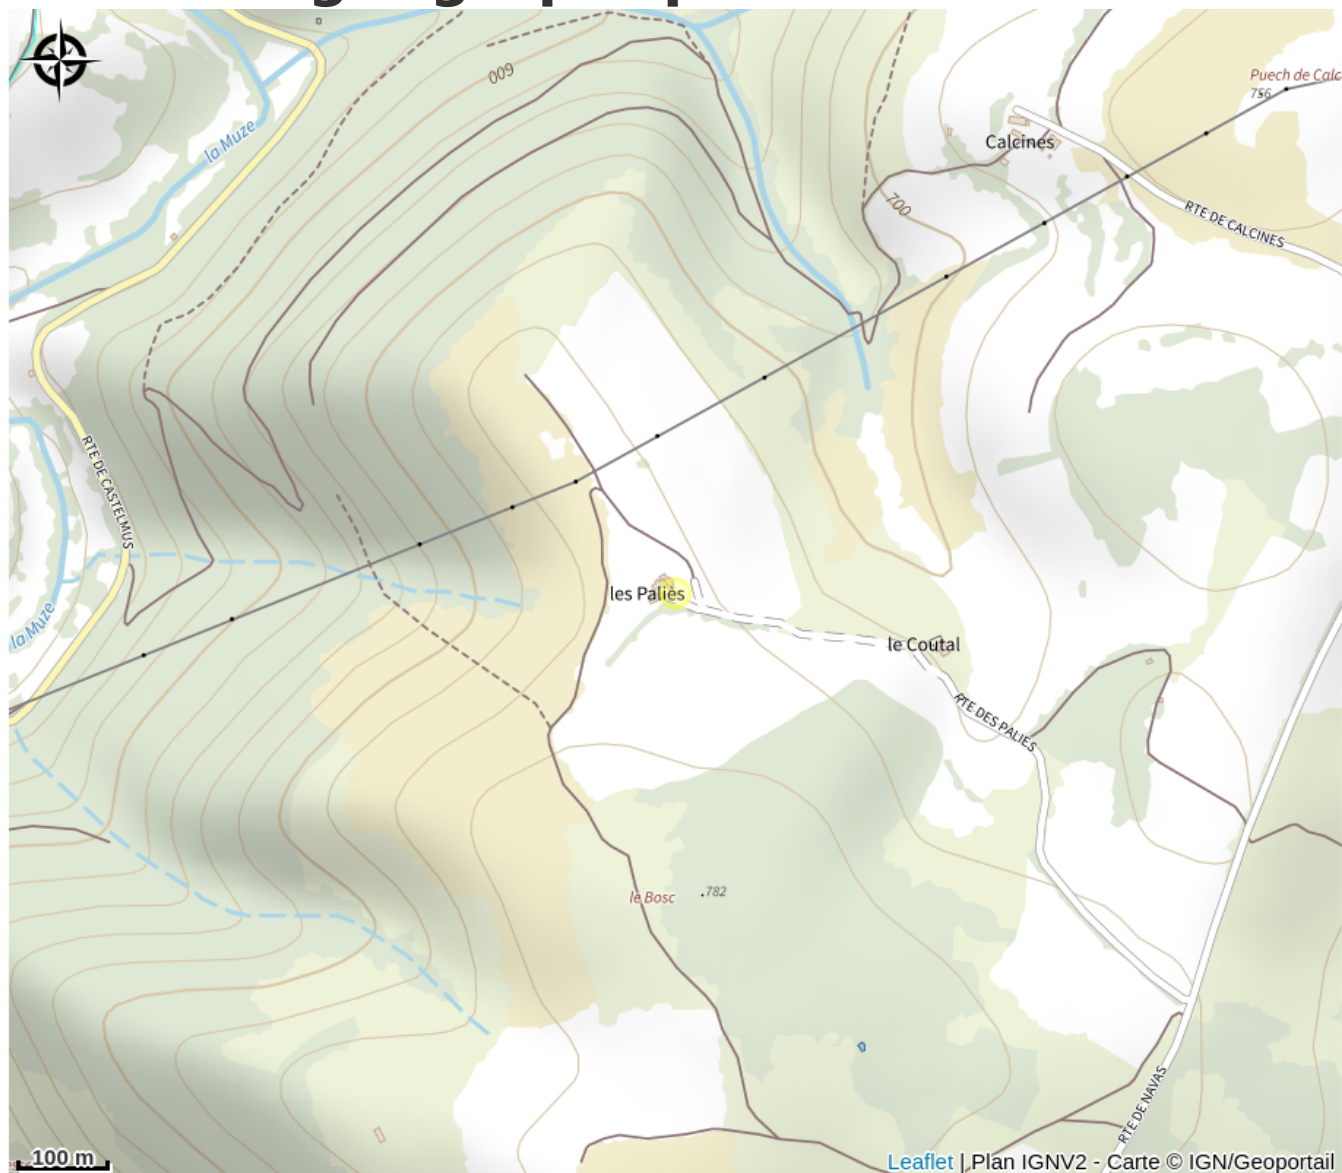 la Muze
600
Puech de Calc
756
Calcines
700
RTE DE CALCINES
RTE DE CASTELMUS
les Paliès
la Muze
le Coutal
RTE DES PALIES
le Bosc
782
RTE DE NAVAS
100 m
Leaflet | Plan IGNV2 - Carte © IGN/Geoportail